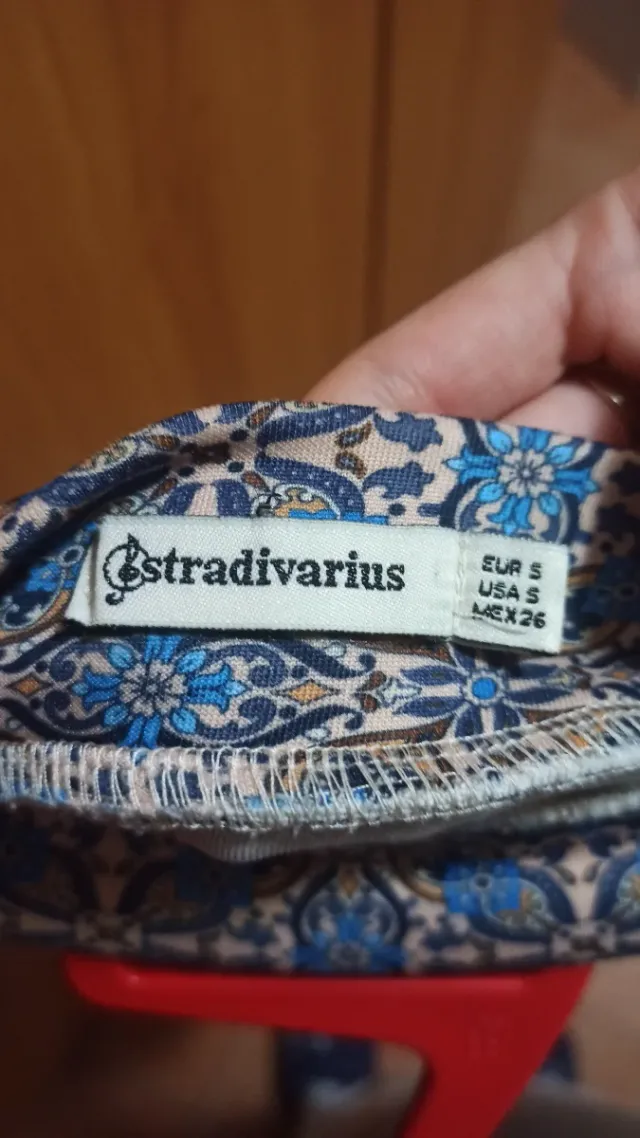 stradivarius
EUR S
USA S
MEX 26